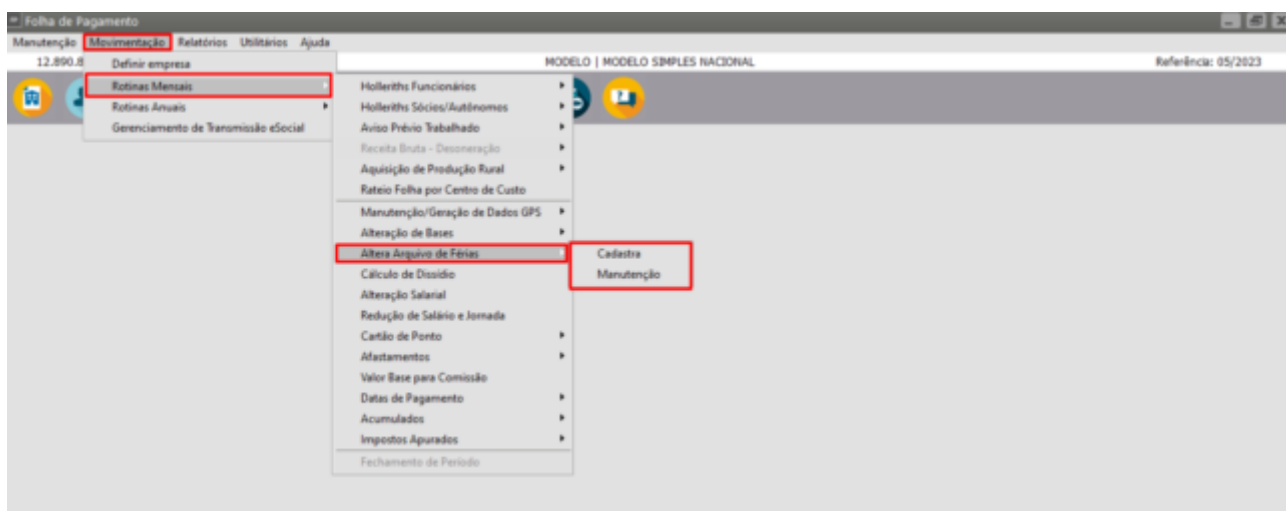 Folha de Pagamento
Manutenção Movimentação Relatórios Utilitários Ajuda
12.890.8 MODELO | MODELO SIMPLES NACIONAL Referência: 05/2023
Definir empresa
Rotinas Mensais
Rotinas Anuais
Gerenciamento de Transmissão eSocial
Holleriths Funcionários
Holleriths Sócios/Autônomos
Aviso Prévio Trabalhado
Receita Bruta - Desoneração
Aquisição de Produção Rural
Rateio Folha por Centro de Custo
Manutenção/Geração de Dados GPS
Alteração de Bases
Altera Arquivo de Férias
Cálculo de Dissídio
Alteração Salarial
Redução de Salário e Jornada
Cartão de Ponto
Afastamentos
Valor Base para Comissão
Datas de Pagamento
Acumulados
Impostos Apurados
Fechamento de Período
Cadastra
Manutenção